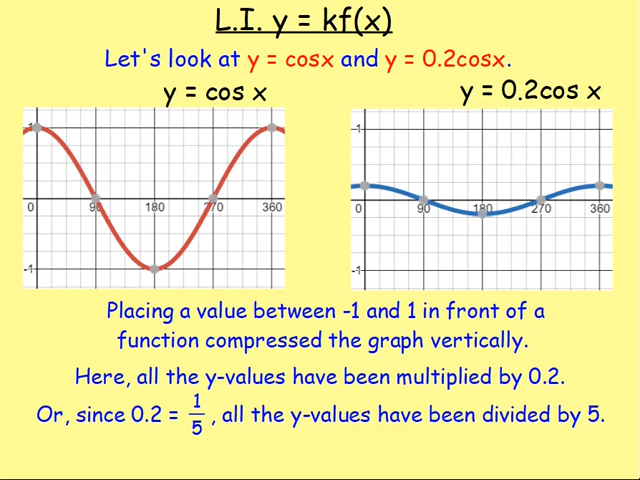 L.I. y = kf(x)
Let's look at y = cosx and y = 0.2cosx.
y = cos x
y = 0.2cos x
1
0 90 180 270 360
-1
1
0 90 180 270 360
-1
Placing a value between -1 and 1 in front of a
function compressed the graph vertically.
Here, all the y-values have been multiplied by 0.2.
Or, since 0.2 = 1/5, all the y-values have been divided by 5.